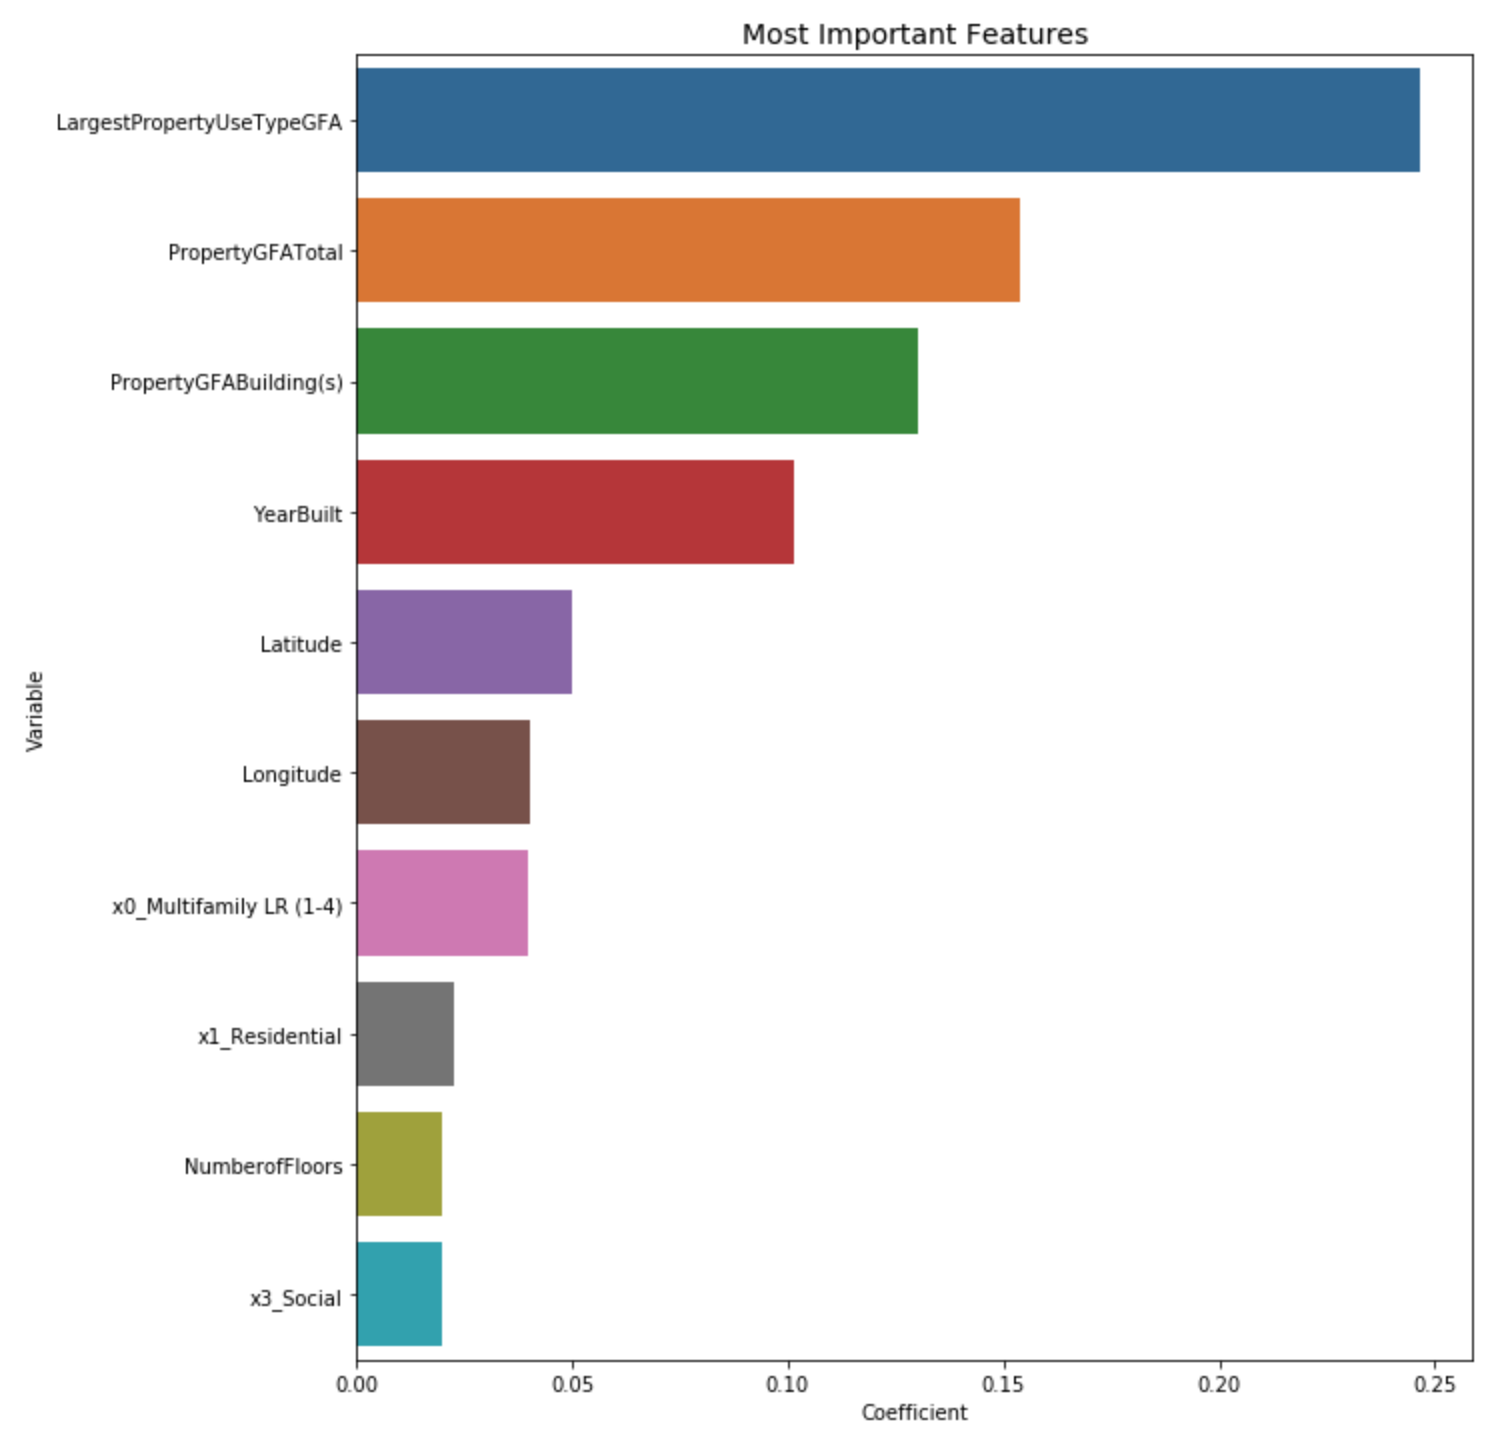 Most Important Features
LargestPropertyUseTypeGFA
PropertyGFATotal
PropertyGFABuilding(s)
YearBuilt
Latitude
Longitude
x0_Multifamily LR (1-4)
x1_Residential
NumberofFloors
x3_Social
Variable
0.00 0.05 0.10 0.15 0.20 0.25
Coefficient